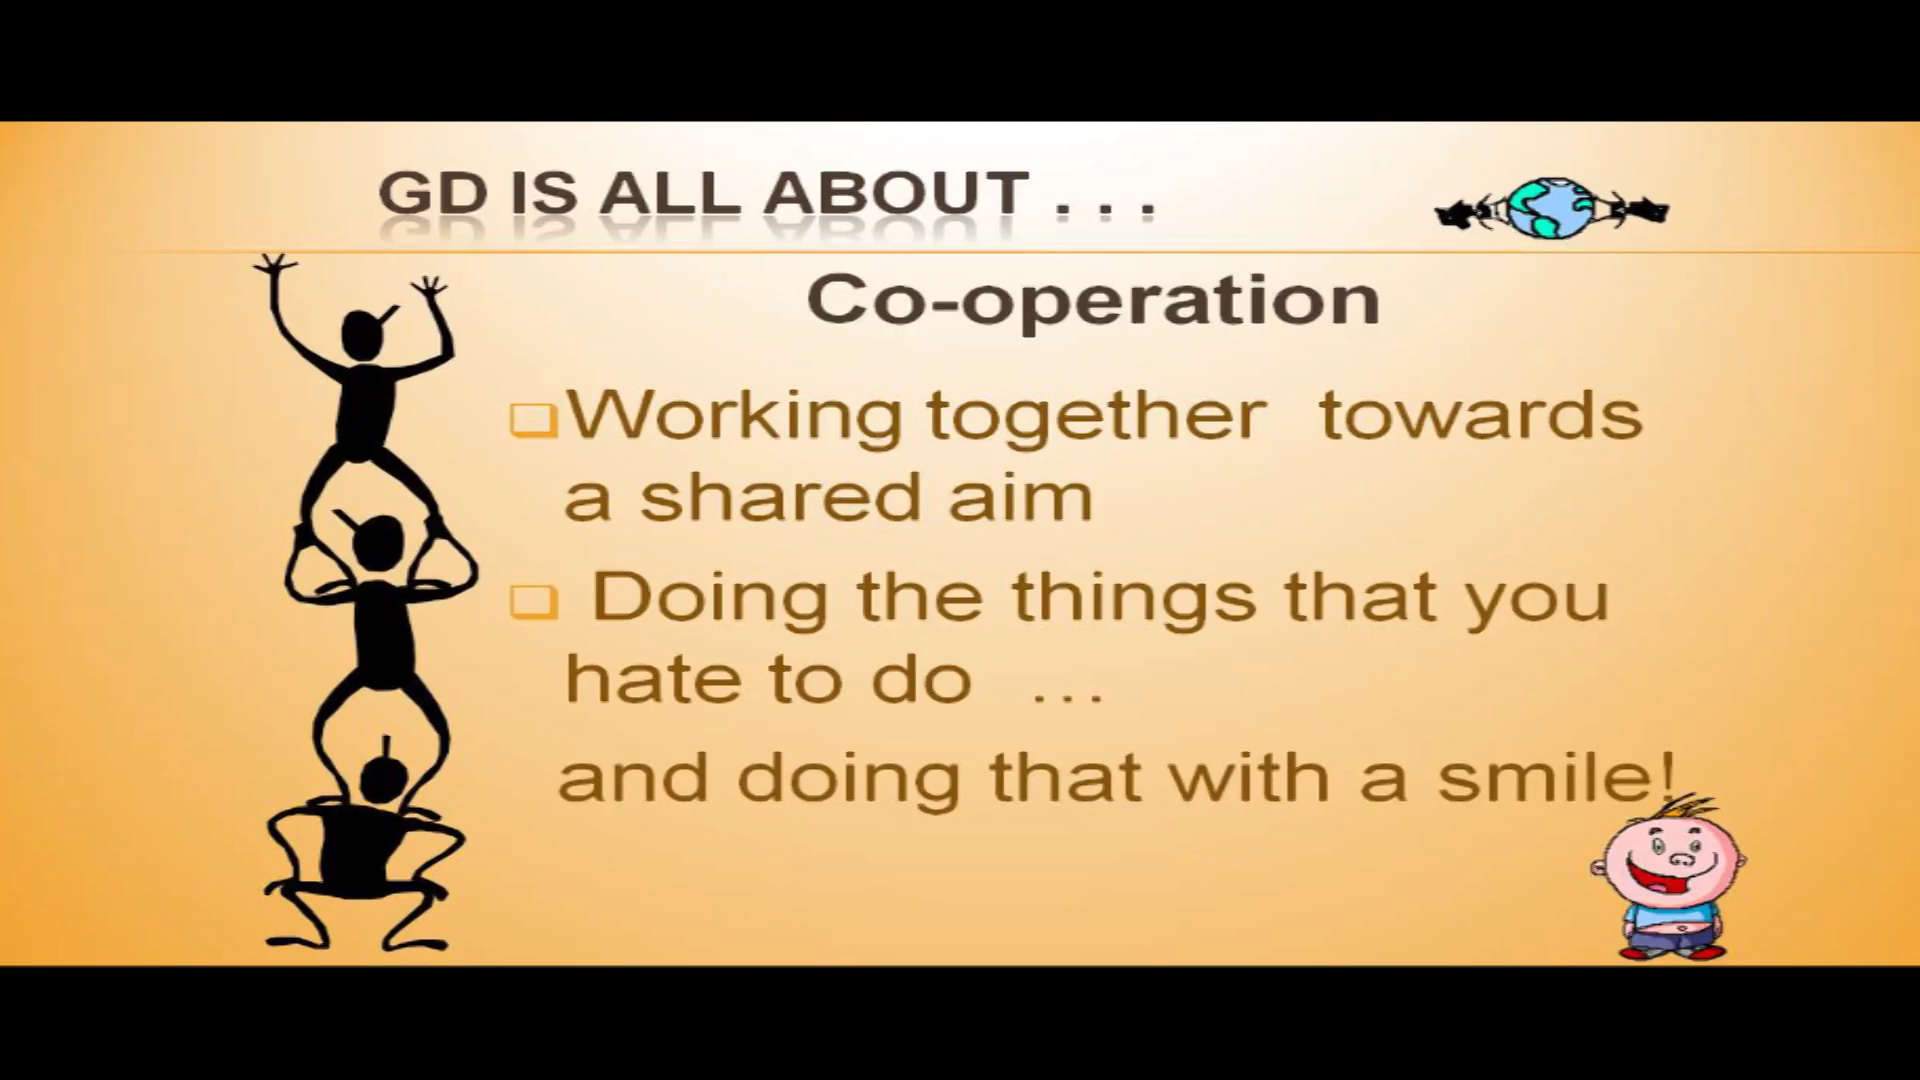 GD IS ALL ABOUT . . .
Co-operation
Working together towards
a shared aim
Doing the things that you
hate to do ...
and doing that with a smile!